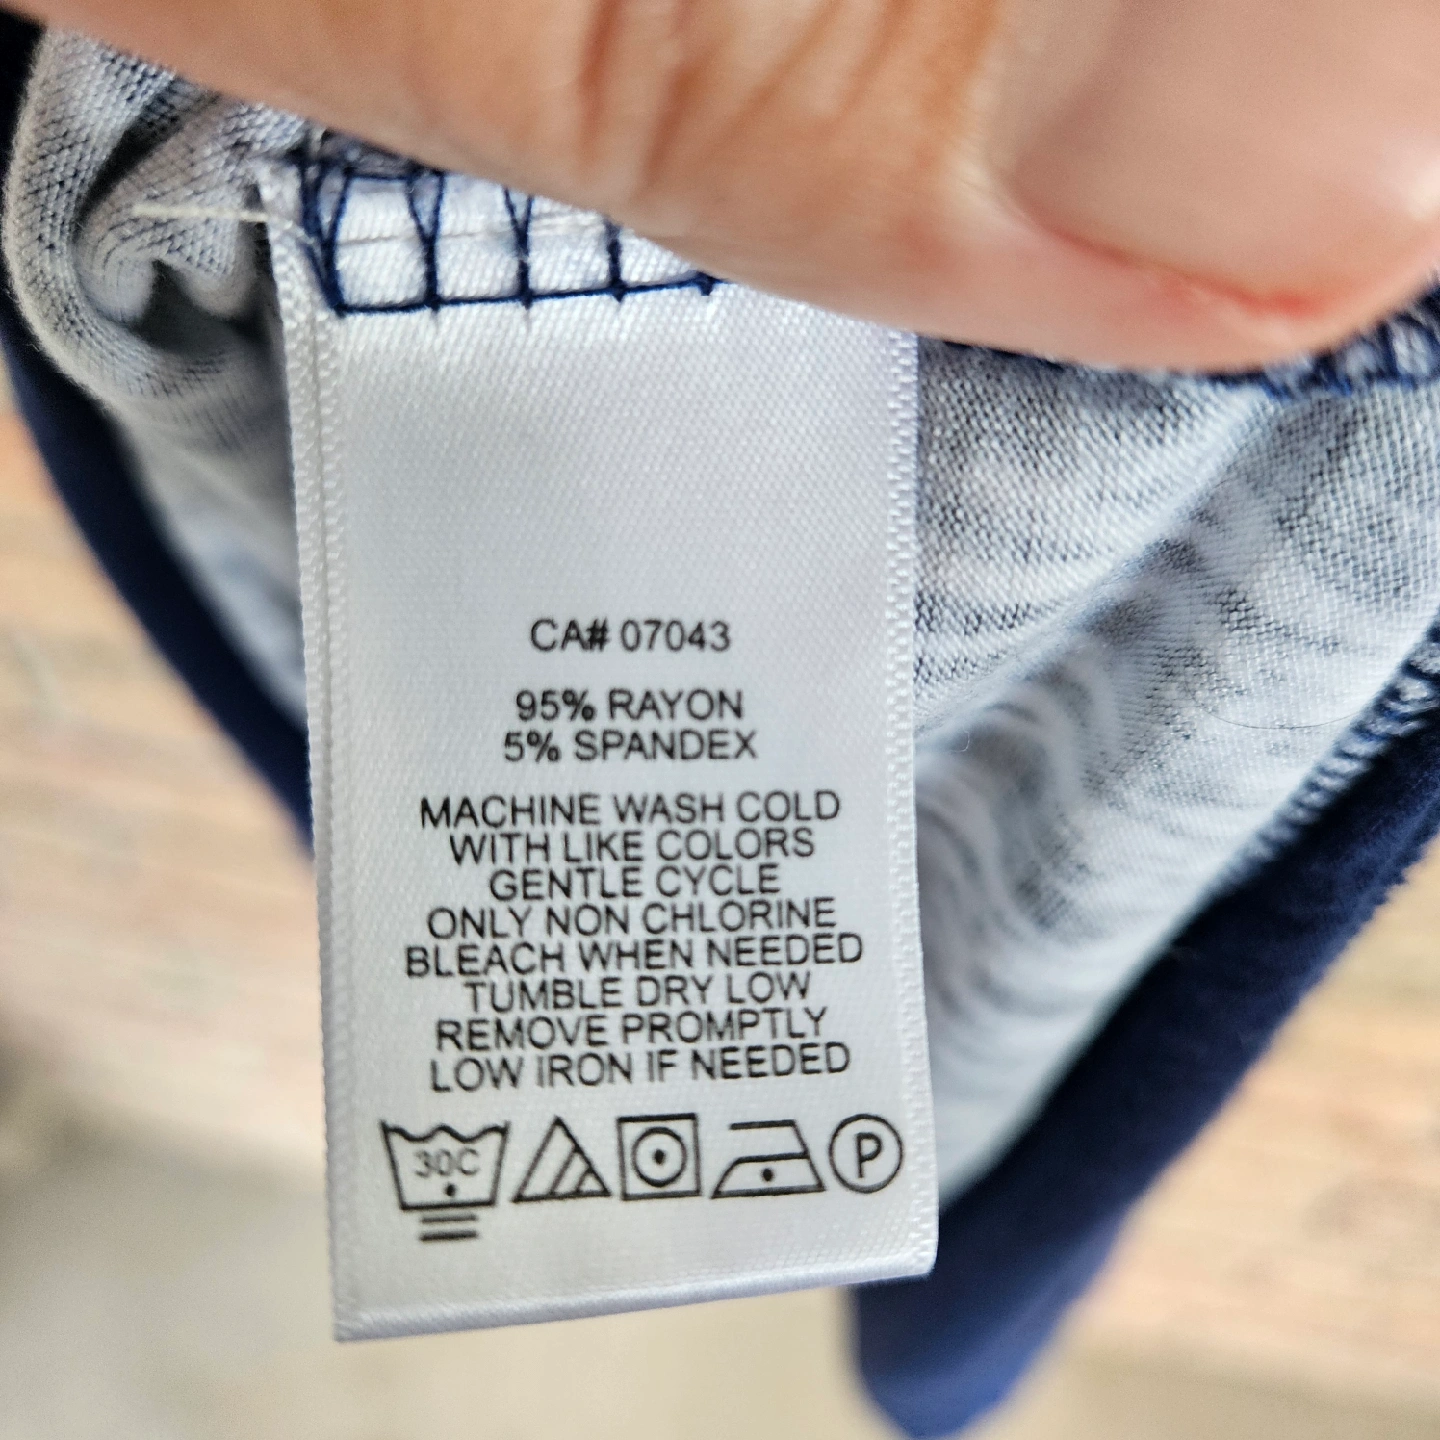 CA# 07043
95% RAYON
5% SPANDEX
MACHINE WASH COLD
WITH LIKE COLORS
GENTLE CYCLE
ONLY NON CHLORINE
BLEACH WHEN NEEDED
TUMBLE DRY LOW
REMOVE PROMPTLY
LOW IRON IF NEEDED
30C P